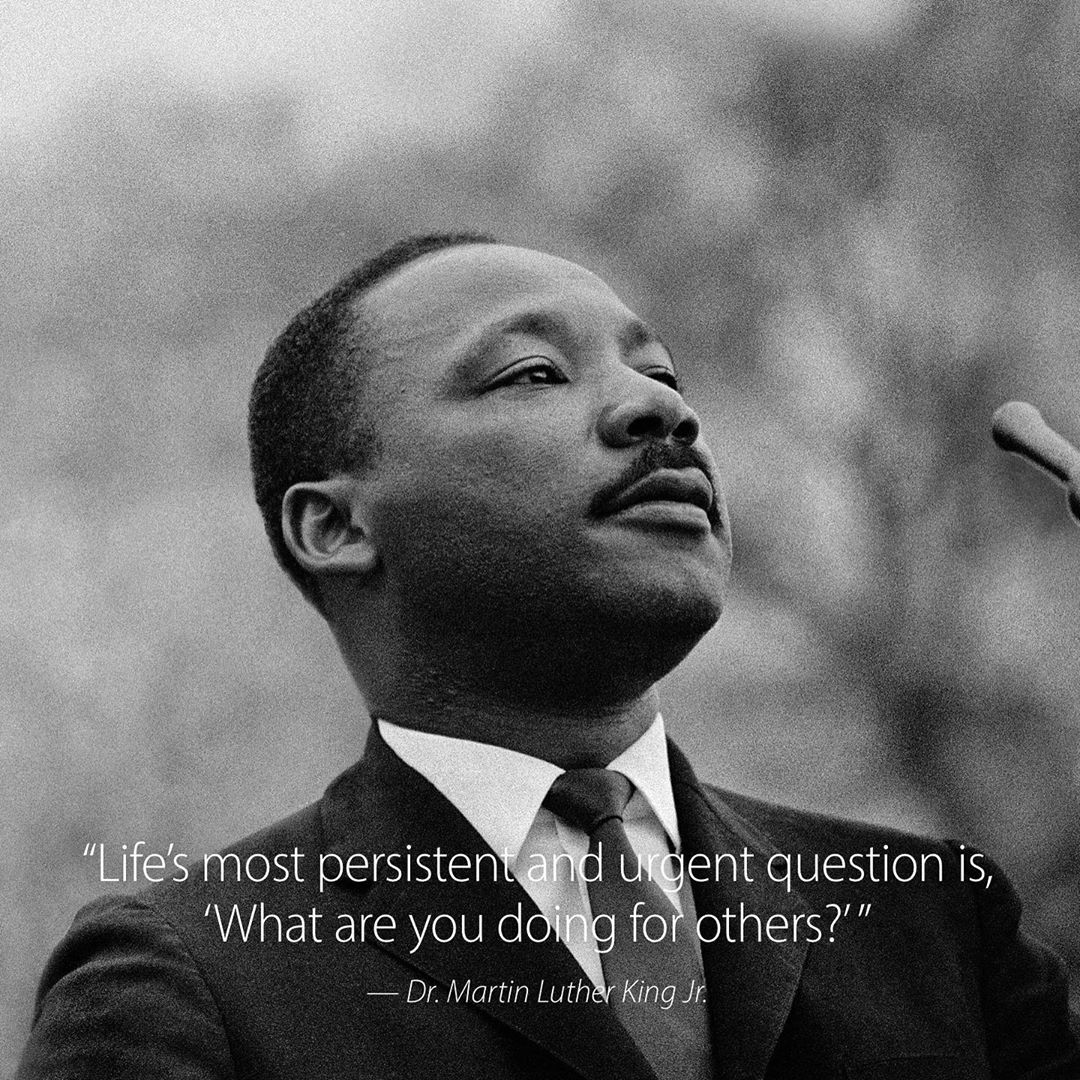 “Life’s most persistent and urgent question is,
‘What are you doing for others?’ ”
— Dr. Martin Luther King Jr.